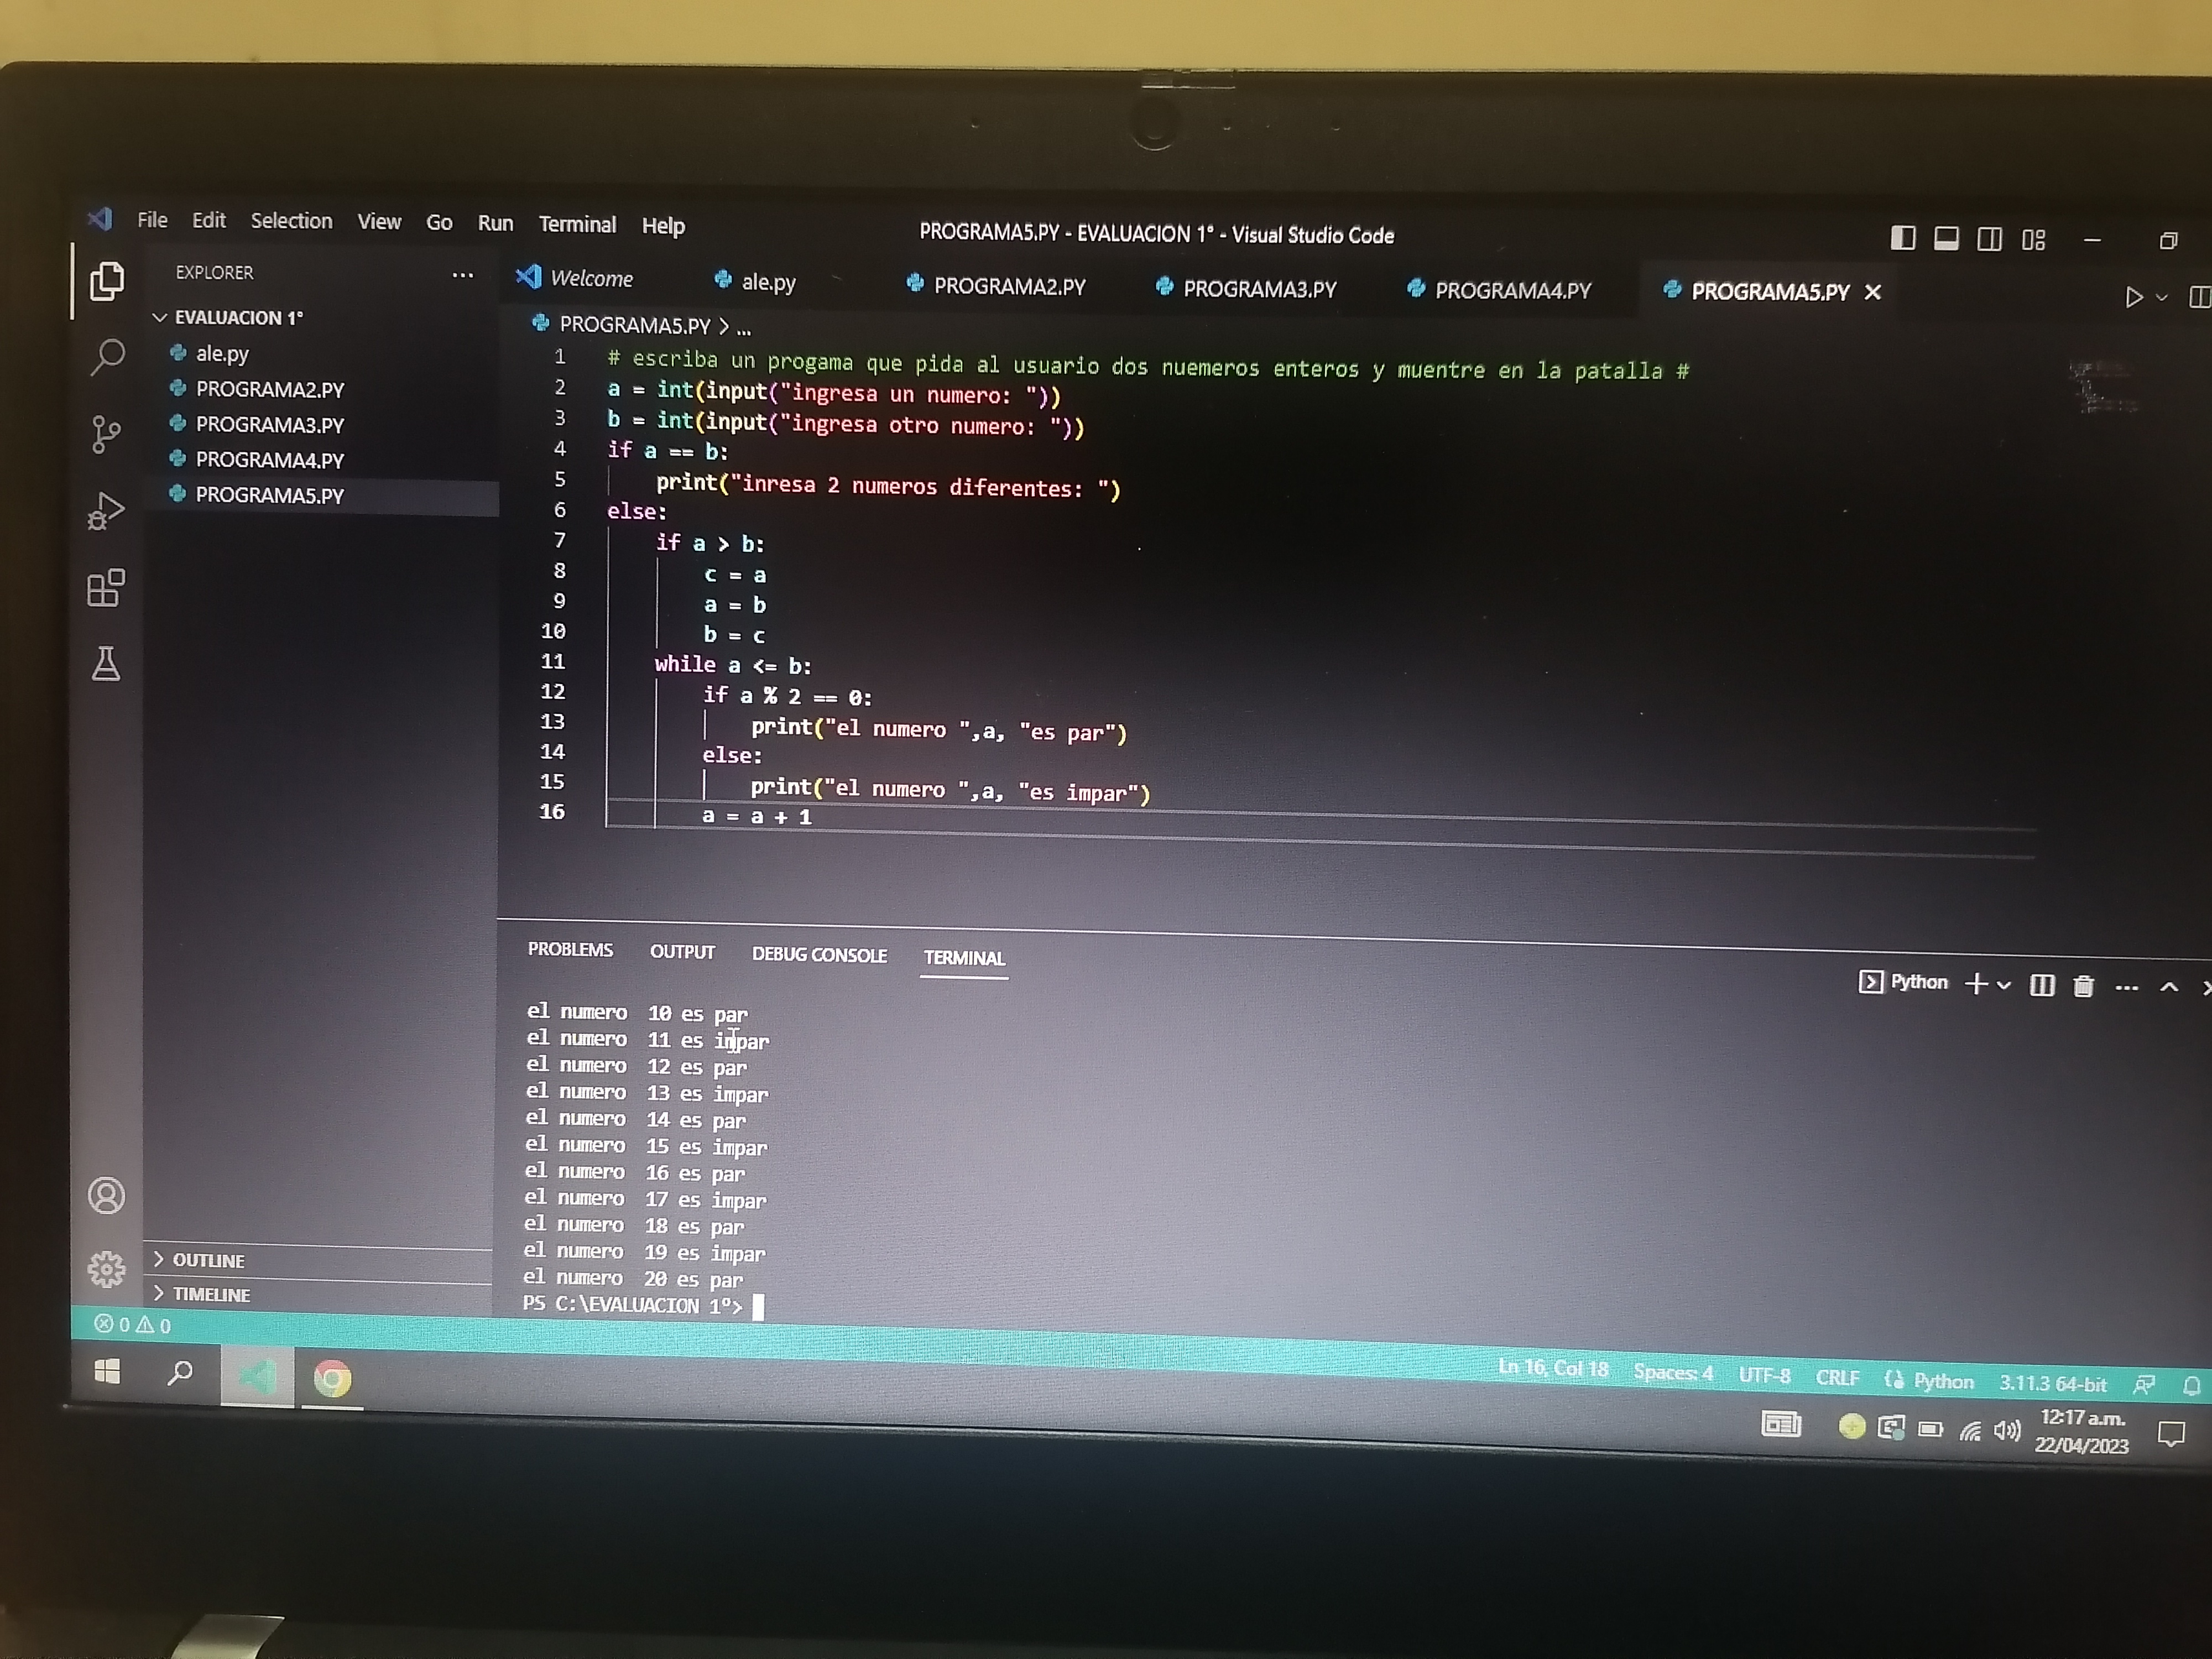 File Edit Selection View Go Run Terminal Help
PROGRAMA5.PY - EVALUACION 1° - Visual Studio Code
EXPLORER ...
Welcome ale.py PROGRAMA2.PY PROGRAMA3.PY PROGRAMA4.PY PROGRAMA5.PY
EVALUACION 1°
ale.py
PROGRAMA2.PY
PROGRAMA3.PY
PROGRAMA4.PY
PROGRAMA5.PY
OUTLINE
TIMELINE
PROGRAMA5.PY > ...
1 # escriba un progama que pida al usuario dos nuemeros enteros y muentre en la patalla #
2 a = int(input("ingresa un numero: "))
3 b = int(input("ingresa otro numero: "))
4 if a == b:
5     print("inresa 2 numeros diferentes: ")
6 else:
7     if a > b:
8         c = a
9         a = b
10         b = c
11     while a <= b:
12         if a % 2 == 0:
13             print("el numero ",a, "es par")
14         else:
15             print("el numero ",a, "es impar")
16         a = a + 1
PROBLEMS OUTPUT DEBUG CONSOLE TERMINAL
Python
el numero  10 es par
el numero  11 es impar
el numero  12 es par
el numero  13 es impar
el numero  14 es par
el numero  15 es impar
el numero  16 es par
el numero  17 es impar
el numero  18 es par
el numero  19 es impar
el numero  20 es par
PS C:\EVALUACION 1º>
0 0
Ln 16, Col 18 Spaces: 4 UTF-8 CRLF Python 3.11.3 64-bit
12:17 a.m.
22/04/2023